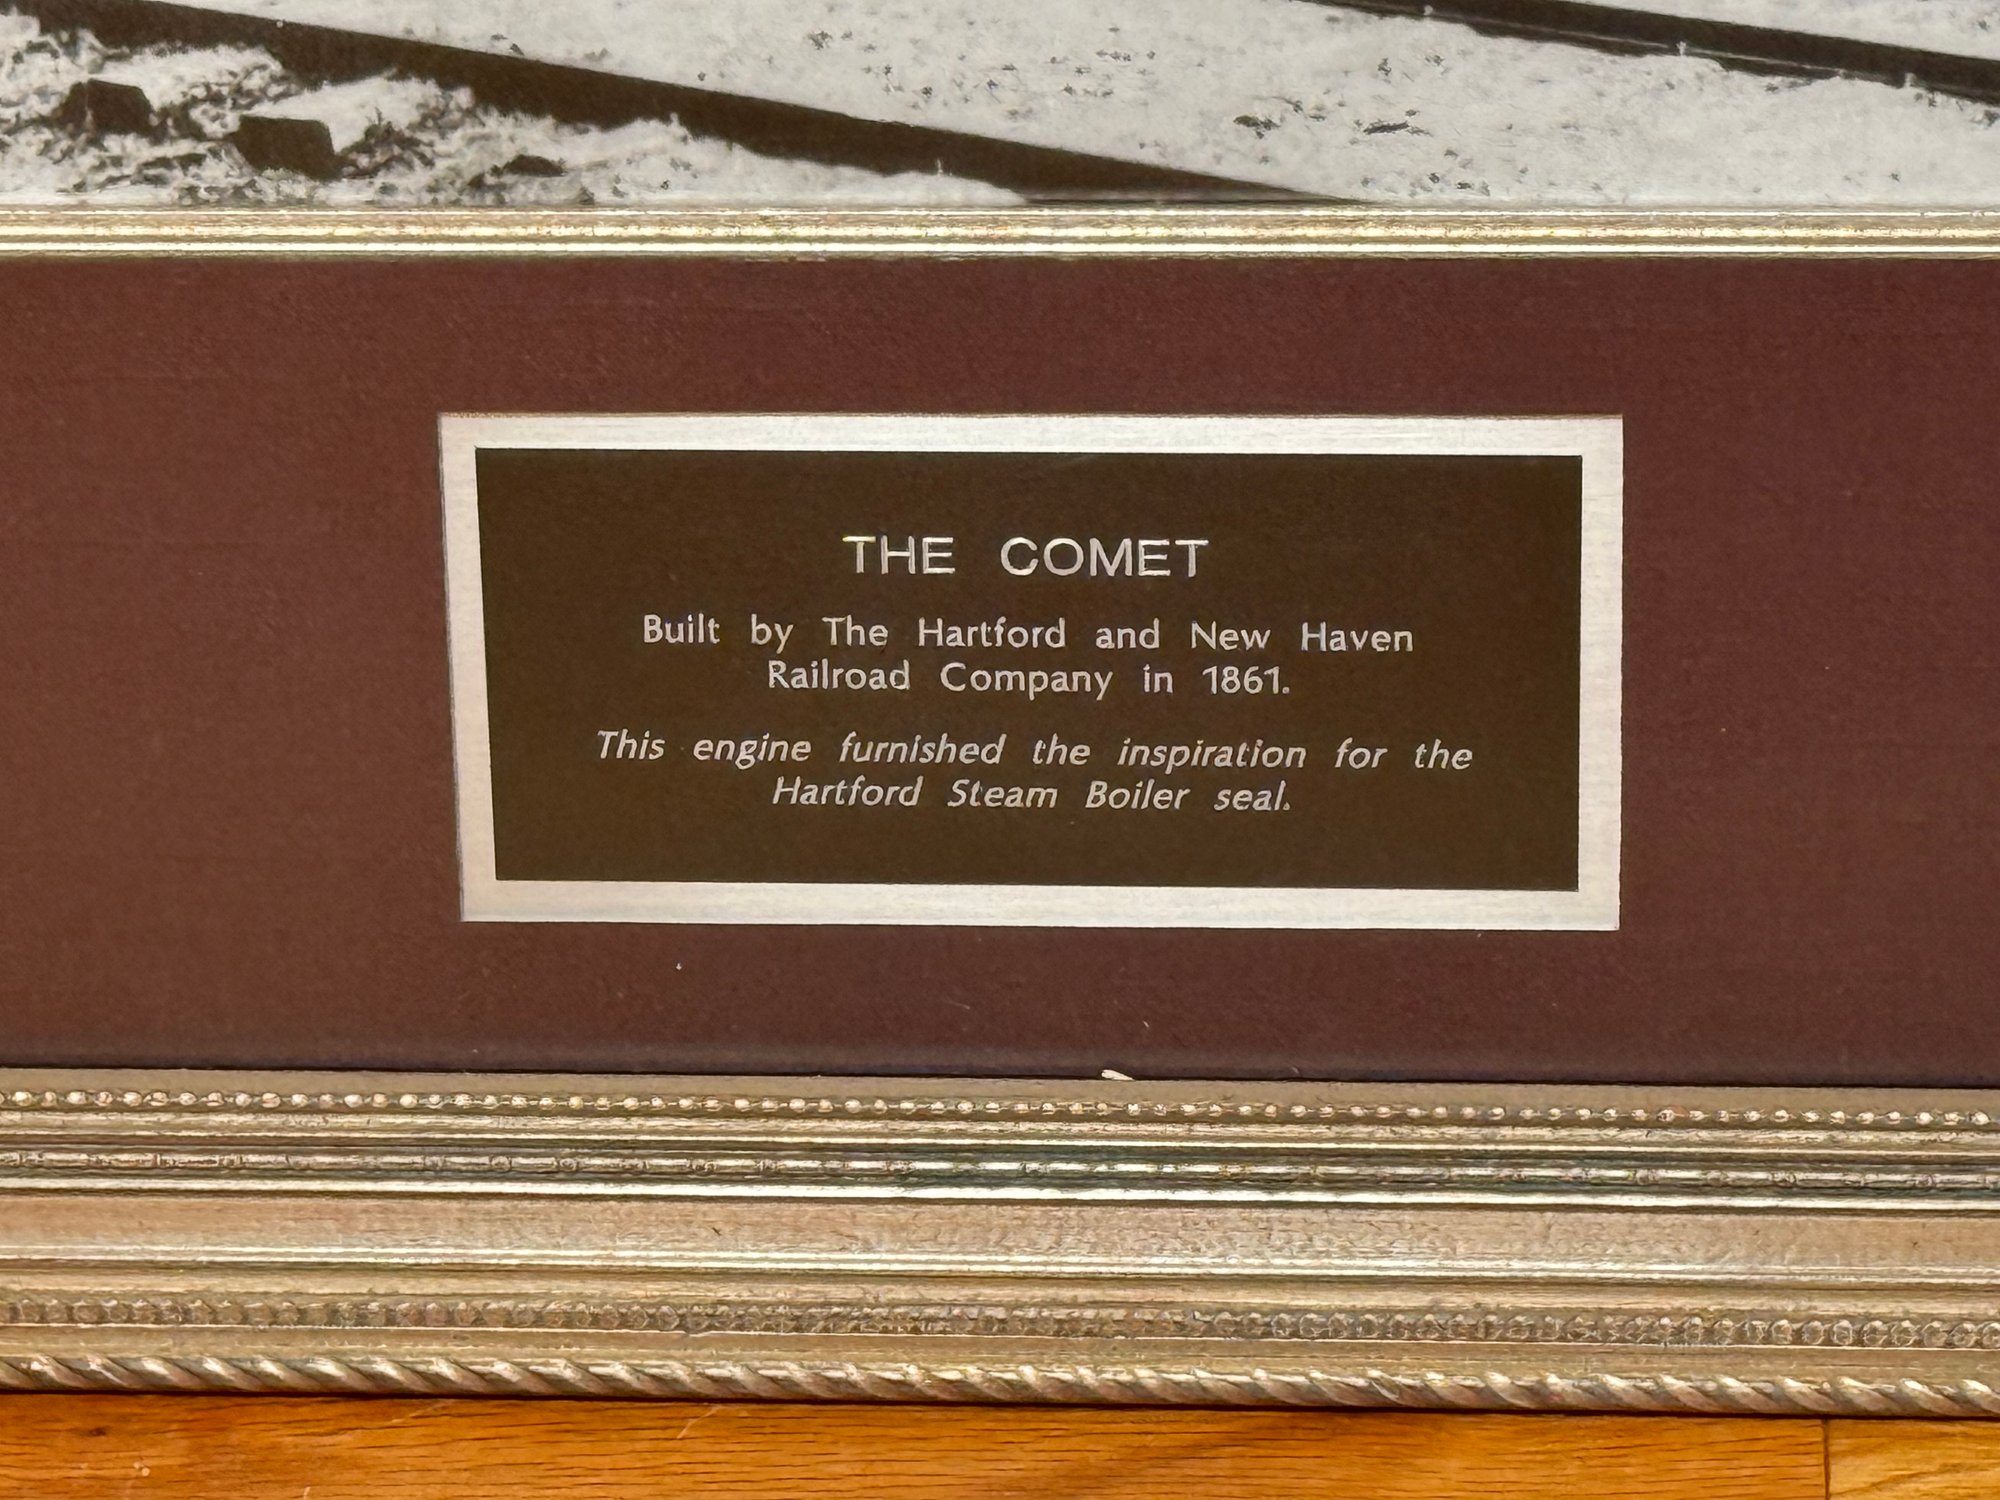 THE COMET
Built by The Hartford and New Haven
Railroad Company in 1861.
This engine furnished the inspiration for the
Hartford Steam Boiler seal.